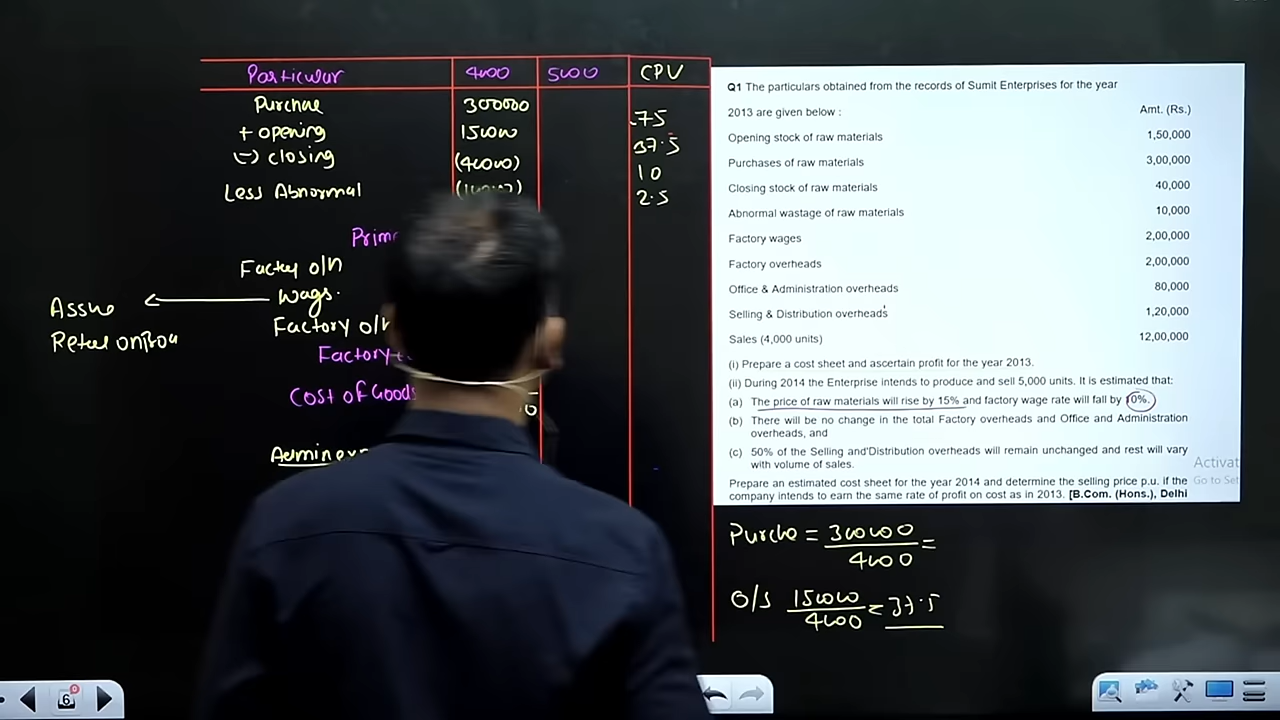 Particular 4000 5000 CPU
Purchae 300000 .75
+ opening 150000 37.5
(-) closing (40000) 10
Less Abnormal 2.5
Factory o/h
Wags.
Factory o/h
Factory
Cost of Goods
Q1 The particulars obtained from the records of Sumit Enterprises for the year
2013 are given below : Amt. (Rs.)
Opening stock of raw materials 1,50,000
Purchases of raw materials 3,00,000
Closing stock of raw materials 40,000
Abnormal wastage of raw materials 10,000
Factory wages 2,00,000
Factory overheads 2,00,000
Office & Administration overheads 80,000
Selling & Distribution overheads 1,20,000
Sales (4,000 units) 12,00,000
(i) Prepare a cost sheet and ascertain profit for the year 2013.
(ii) During 2014 the Enterprise intends to produce and sell 5,000 units. It is estimated that:
(a) The price of raw materials will rise by 15% and factory wage rate will fall by 10%.
(b) There will be no change in the total Factory overheads and Office and Administration
overheads, and
(c) 50% of the Selling and Distribution overheads will remain unchanged and rest will vary
with volume of sales.
Prepare an estimated cost sheet for the year 2014 and determine the selling price p.u. if the
company intends to earn the same rate of profit on cost as in 2013. [B.Com. (Hons.), Delhi
Activat
Go to Set
300000
= =
4000
O/S 150000
= 37.5
4000
6